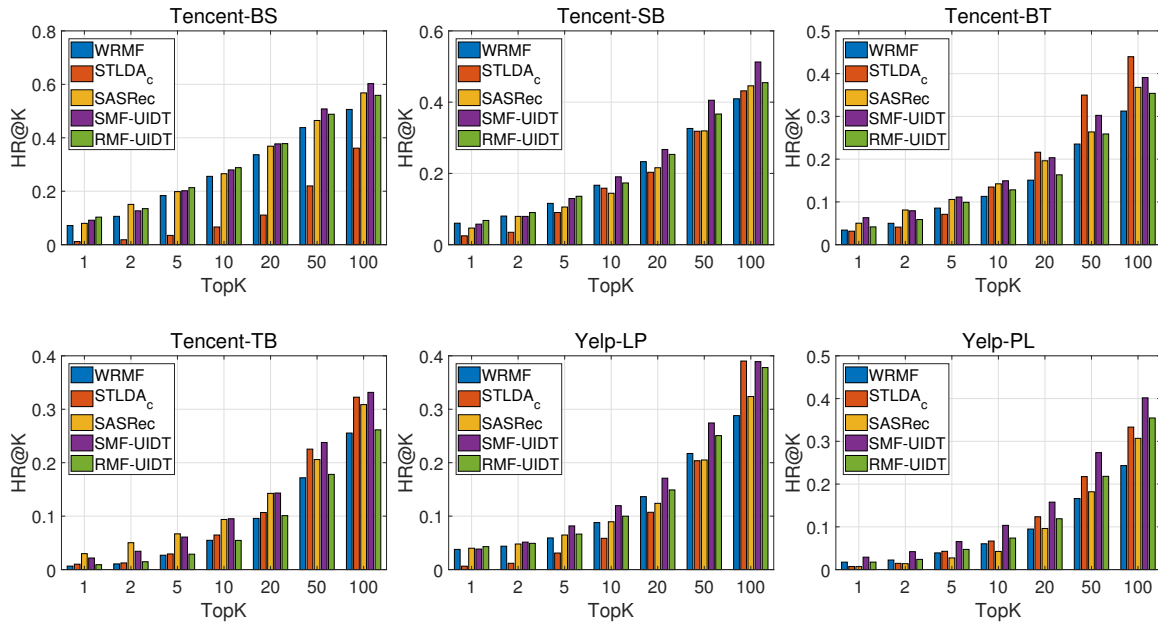 Tencent-BS
0.8
0.6
0.4
0.2
0
HR@K
WRMF
STLDAc
SASRec
SMF-UIDT
RMF-UIDT
1 2 5 10 20 50 100
TopK
Tencent-SB
0.6
0.4
0.2
0
HR@K
WRMF
STLDAc
SASRec
SMF-UIDT
RMF-UIDT
1 2 5 10 20 50 100
TopK
Tencent-BT
0.5
0.4
0.3
0.2
0.1
0
HR@K
WRMF
STLDAc
SASRec
SMF-UIDT
RMF-UIDT
1 2 5 10 20 50 100
TopK
Tencent-TB
0.4
0.3
0.2
0.1
0
HR@K
WRMF
STLDAc
SASRec
SMF-UIDT
RMF-UIDT
1 2 5 10 20 50 100
TopK
Yelp-LP
0.4
0.3
0.2
0.1
0
HR@K
WRMF
STLDAc
SASRec
SMF-UIDT
RMF-UIDT
1 2 5 10 20 50 100
TopK
Yelp-PL
0.5
0.4
0.3
0.2
0.1
0
HR@K
WRMF
STLDAc
SASRec
SMF-UIDT
RMF-UIDT
1 2 5 10 20 50 100
TopK